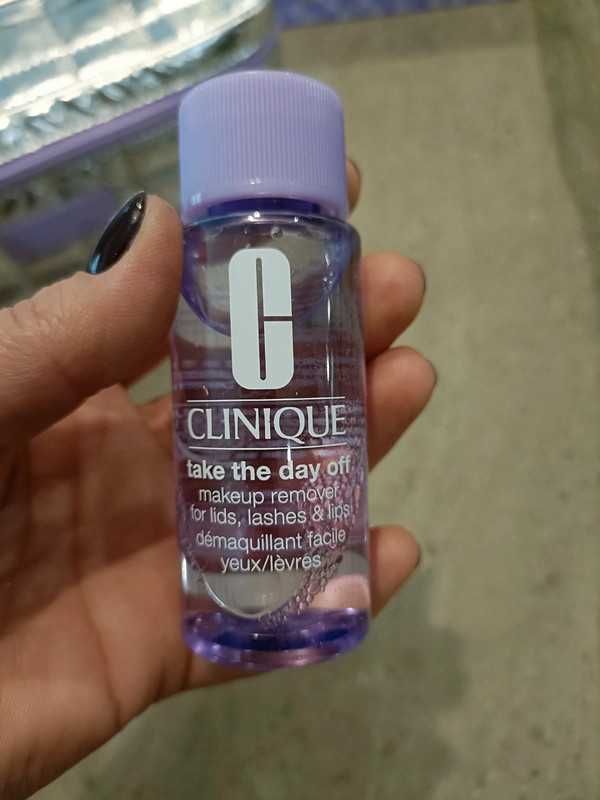 C
CLINIQUE
take the day off
makeup remover
for lids, lashes & lips
démaquillant facile
yeux/lèvres